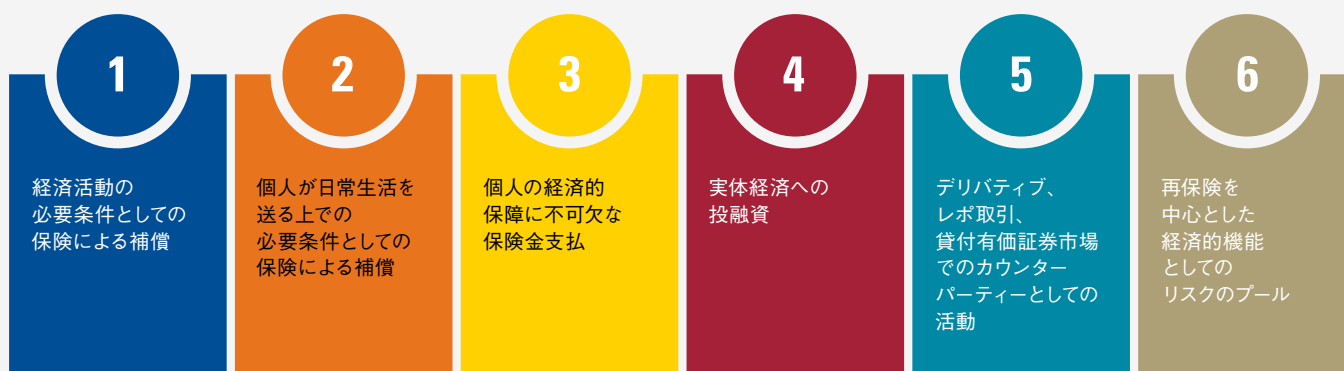 1
経済活動の
必要条件としての
保険による補償
2
個人が日常生活を
送る上での
必要条件としての
保険による補償
3
個人の経済的
保障に不可欠な
保険金支払
4
実体経済への
投融資
5
デリバティブ、
レポ取引、
貸付有価証券市場
でのカウンター
パーティーとしての
活動
6
再保険を
中心とした
経済的機能
としての
リスクのプール